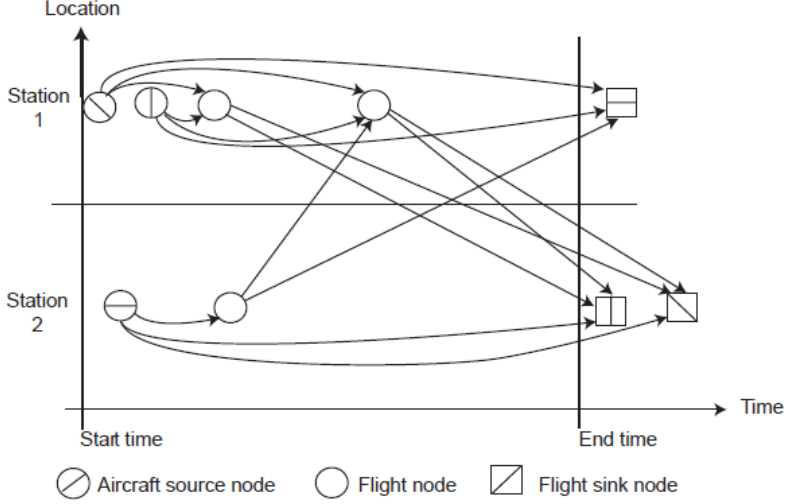 Location
Station
1
Station
2
Time
Start time
End time
Aircraft source node
Flight node
Flight sink node